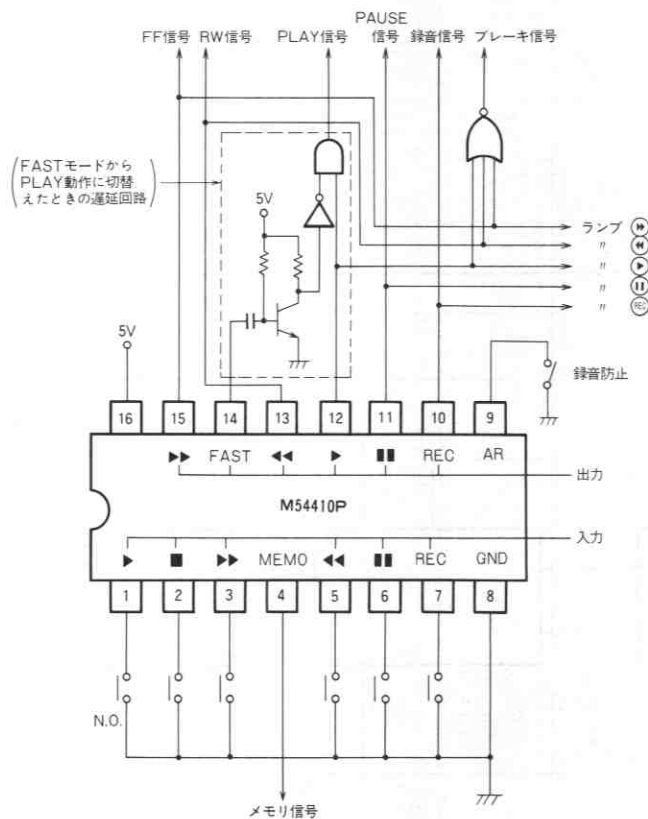 PAUSE
FF信号 RW信号 PLAY信号 信号 録音信号 ブレーキ信号
(FASTモードから
PLAY動作に切替
えたときの遅延回路)
5V
ランプ ▶▶
〃 ◀◀
〃 ▶
〃 ▮▮
〃 REC
5V
録音防止
16 15 14 13 12 11 10 9
▶▶ FAST ◀◀ ▶ ▮▮ REC AR
出力
M54410P
入力
▶ ■ ▶▶ MEMO ◀◀ ▮▮ REC GND
1 2 3 4 5 6 7 8
N.O.
メモリ信号